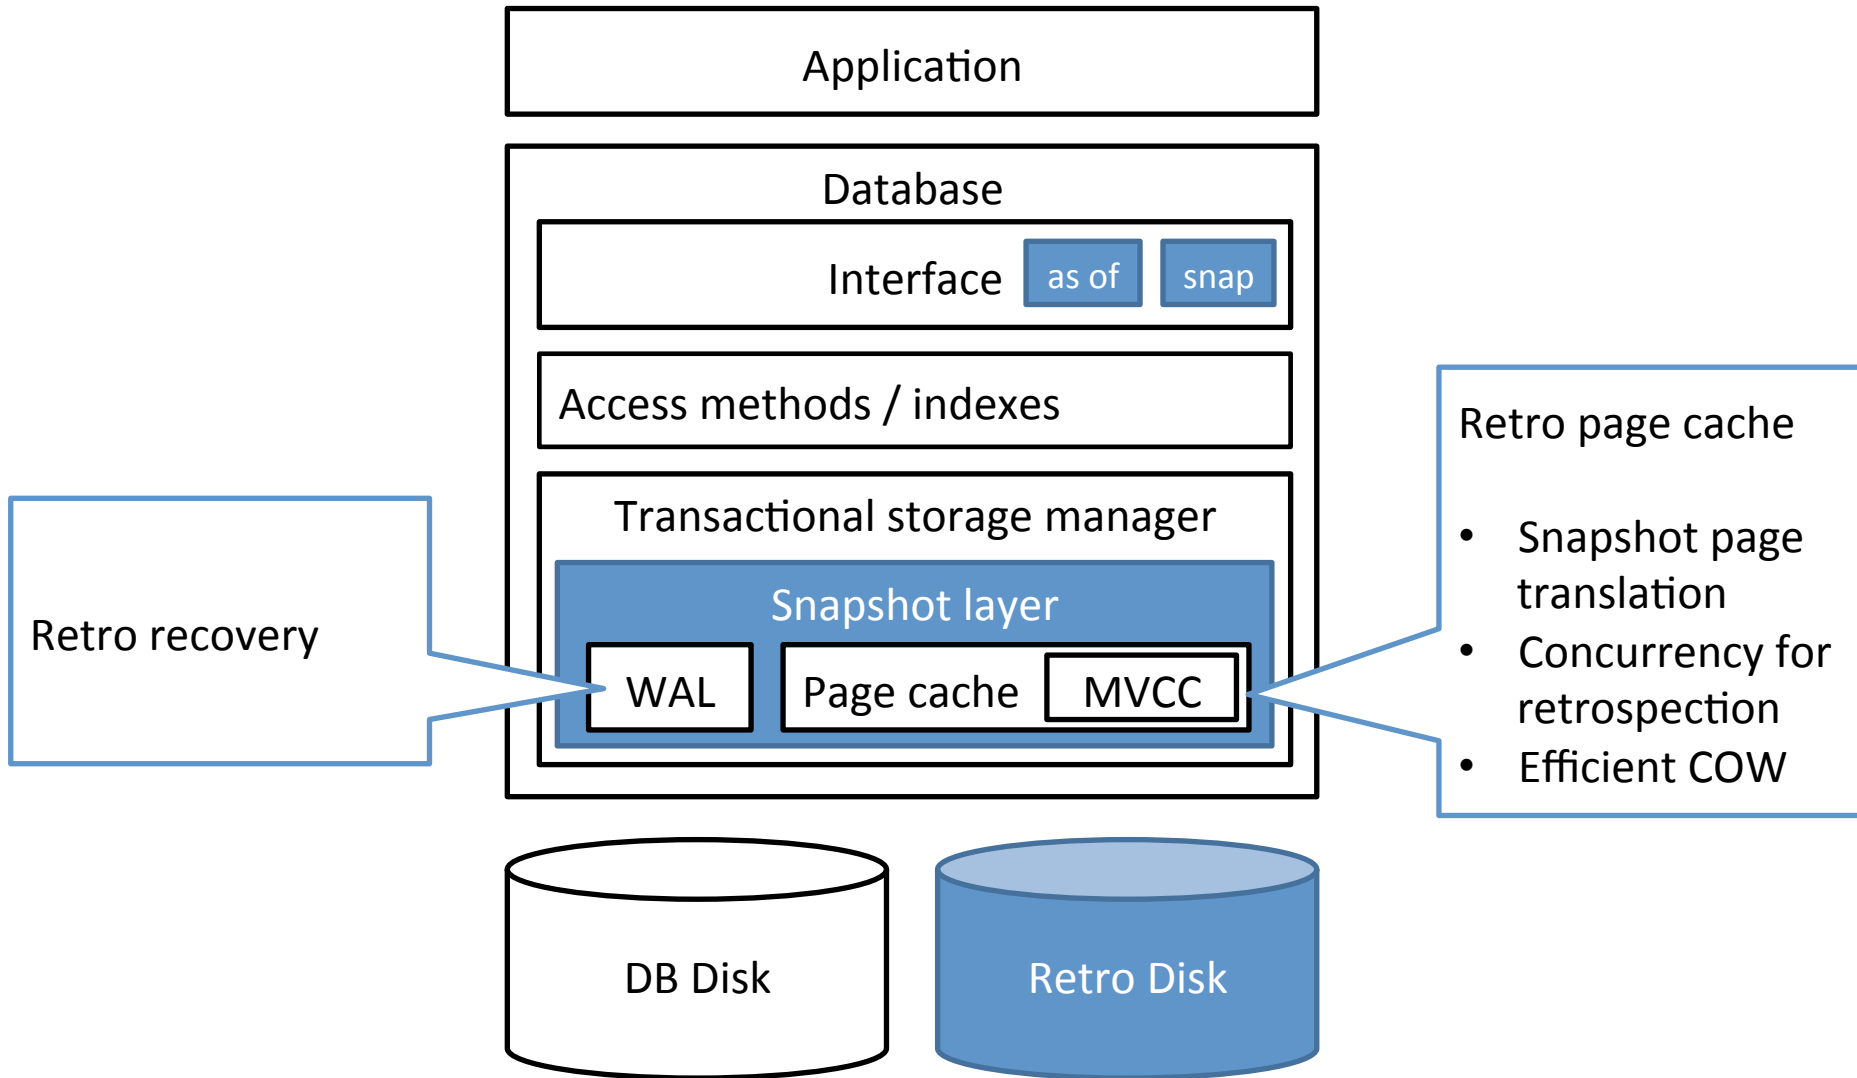 Application
Database
Interface
as of
snap
Access methods / indexes
Transactional storage manager
Snapshot layer
WAL
Page cache
MVCC
Retro recovery
Retro page cache
• Snapshot page
translation
• Concurrency for
retrospection
• Efficient COW
DB Disk
Retro Disk